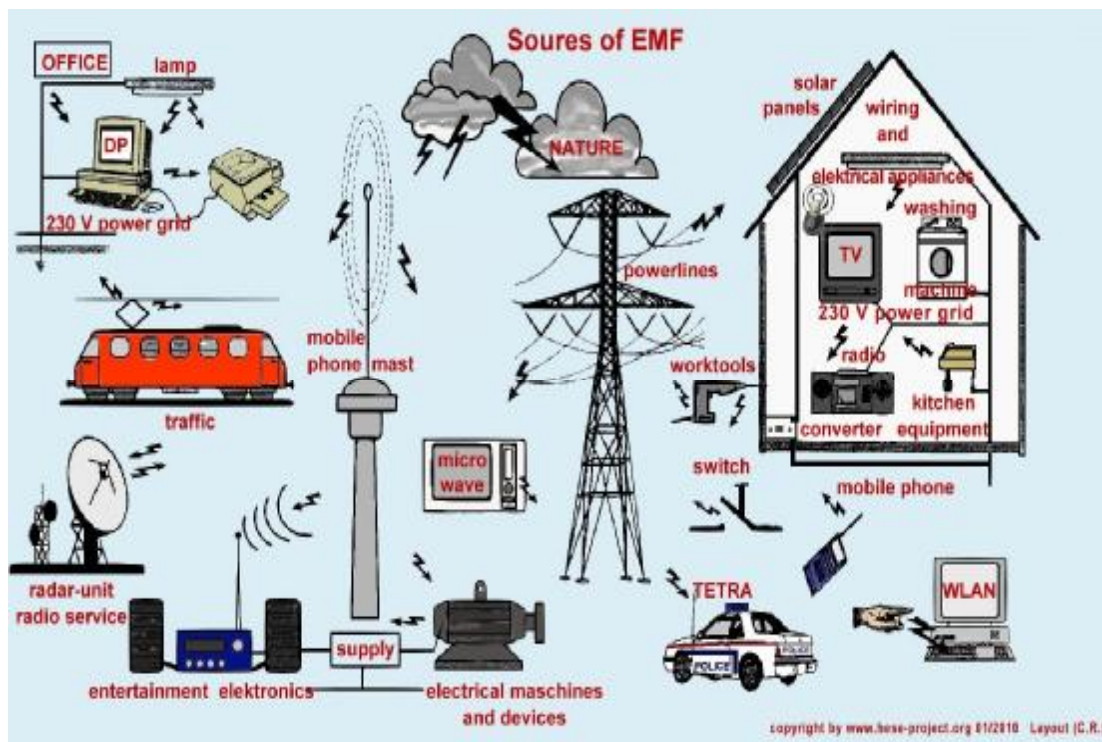 Soures of EMF
OFFICE
lamp
DP
230 V power grid
NATURE
solar
panels
wiring
and
elektrical appliances
washing
TV
machine
230 V power grid
radio
converter
kitchen
equipment
powerlines
mobile
phone mast
traffic
worktools
micro
wave
switch
mobile phone
radar-unit
radio service
TETRA
POLICE
POLICE
WLAN
supply
entertainment elektronics
electrical maschines
and devices
copyright by www.hese-project.org 01/2010 Layout (C.R.